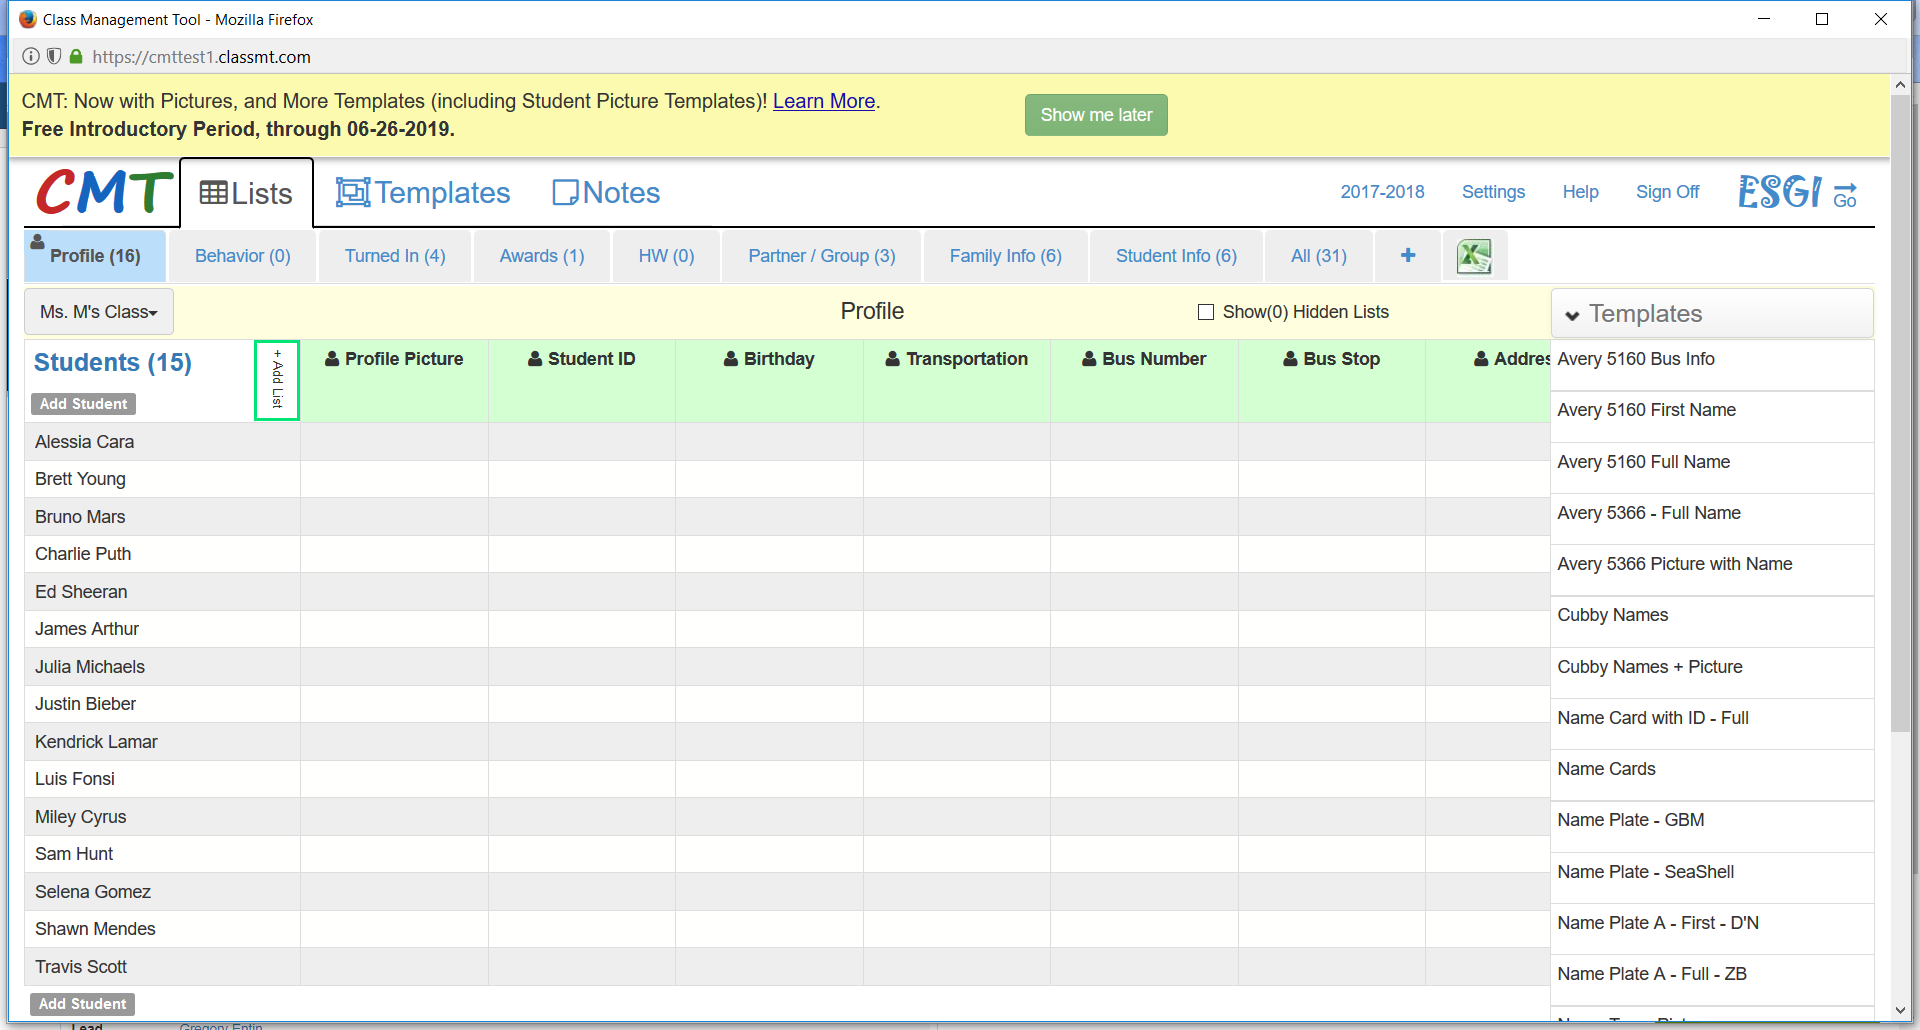 Class Management Tool - Mozilla Firefox
https://cmttest1.classmt.com
CMT: Now with Pictures, and More Templates (including Student Picture Templates)! Learn More.
Free Introductory Period, through 06-26-2019.
Show me later
CMT
Lists
Templates
Notes
2017-2018
Settings
Help
Sign Off
ESGI
Go
Profile (16)
Behavior (0)
Turned In (4)
Awards (1)
HW (0)
Partner / Group (3)
Family Info (6)
Student Info (6)
All (31)
+
Ms. M's Class
Profile
Show(0) Hidden Lists
Templates
Students (15)
Add Student
+ Add List
Profile Picture
Student ID
Birthday
Transportation
Bus Number
Bus Stop
Addres
Alessia Cara
Brett Young
Bruno Mars
Charlie Puth
Ed Sheeran
James Arthur
Julia Michaels
Justin Bieber
Kendrick Lamar
Luis Fonsi
Miley Cyrus
Sam Hunt
Selena Gomez
Shawn Mendes
Travis Scott
Add Student
Avery 5160 Bus Info
Avery 5160 First Name
Avery 5160 Full Name
Avery 5366 - Full Name
Avery 5366 Picture with Name
Cubby Names
Cubby Names + Picture
Name Card with ID - Full
Name Cards
Name Plate - GBM
Name Plate - SeaShell
Name Plate A - First - D'N
Name Plate A - Full - ZB
Lead
Gregory Entin